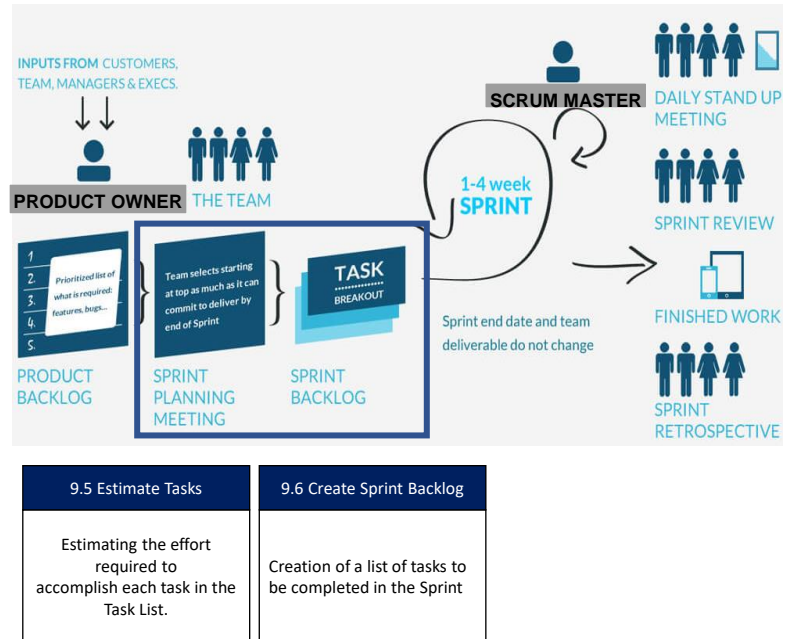 INPUTS FROM CUSTOMERS,
TEAM, MANAGERS & EXECS.
PRODUCT OWNER
THE TEAM
1
2.
3.
4.
5.
Prioritized list of
what is required:
features, bugs...
PRODUCT
BACKLOG
Team selects starting
at top as much as it can
commit to deliver by
end of Sprint
SPRINT
PLANNING
MEETING
TASK
BREAKOUT
SPRINT
BACKLOG
1-4 week
SPRINT
SCRUM MASTER
Sprint end date and team
deliverable do not change
DAILY STAND UP
MEETING
SPRINT REVIEW
FINISHED WORK
SPRINT
RETROSPECTIVE
9.5 Estimate Tasks
Estimating the effort
required to
accomplish each task in the
Task List.
9.6 Create Sprint Backlog
Creation of a list of tasks to
be completed in the Sprint